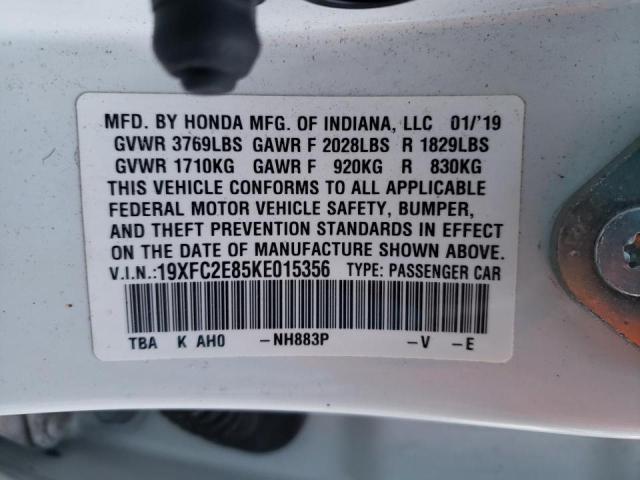 MFD. BY HONDA MFG. OF INDIANA, LLC 01/'19
GVWR 3769LBS GAWR F 2028LBS R 1829LBS
GVWR 1710KG GAWR F 920KG R 830KG
THIS VEHICLE CONFORMS TO ALL APPLICABLE
FEDERAL MOTOR VEHICLE SAFETY, BUMPER,
AND THEFT PREVENTION STANDARDS IN EFFECT
ON THE DATE OF MANUFACTURE SHOWN ABOVE.
V.I.N.:19XFC2E85KE015356 TYPE: PASSENGER CAR
TBA K AH0 -NH883P -V -E